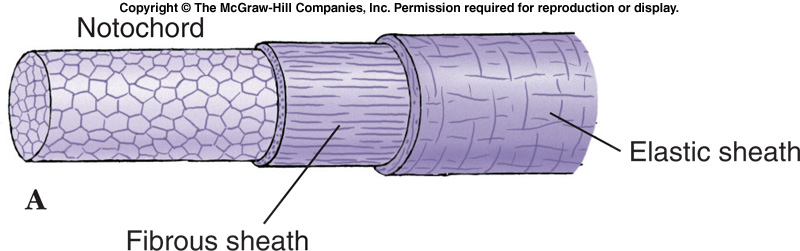 Copyright © The McGraw-Hill Companies, Inc. Permission required for reproduction or display.
Notochord
Elastic sheath
A
Fibrous sheath